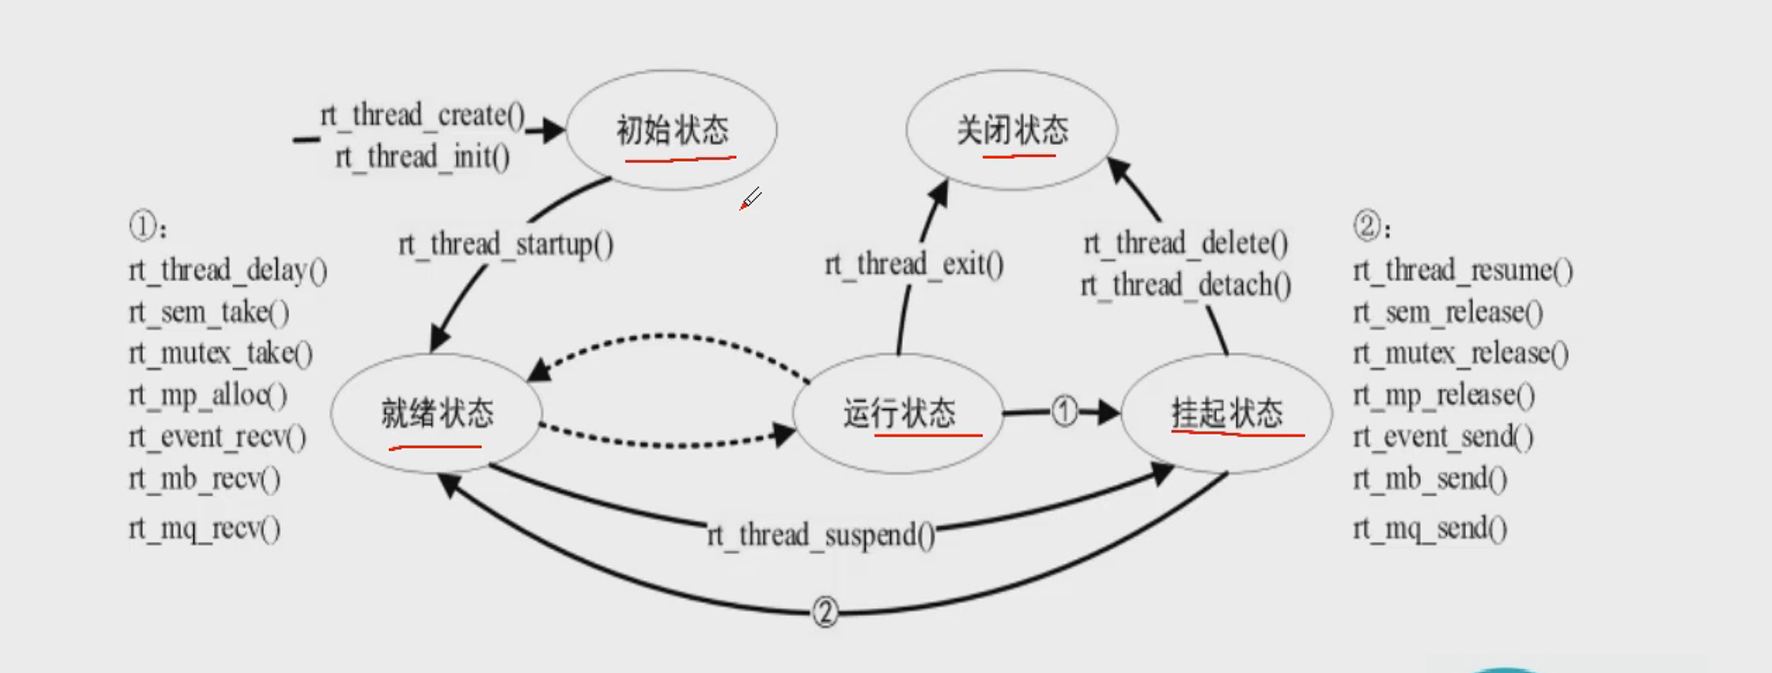 rt_thread_create()
rt_thread_init()
初始状态
关闭状态
①：
rt_thread_delay()
rt_sem_take()
rt_mutex_take()
rt_mp_alloc()
rt_event_recv()
rt_mb_recv()
rt_mq_recv()
rt_thread_startup()
rt_thread_exit()
rt_thread_delete()
rt_thread_detach()
②：
rt_thread_resume()
rt_sem_release()
rt_mutex_release()
rt_mp_release()
rt_event_send()
rt_mb_send()
rt_mq_send()
就绪状态
运行状态
①
挂起状态
rt_thread_suspend()
②